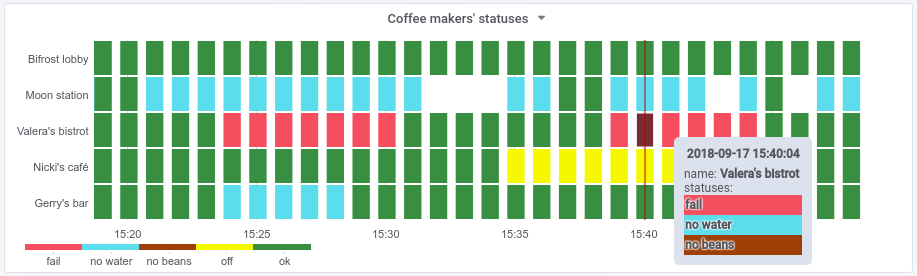 Coffee makers' statuses
Bifrost lobby
Moon station
Valera's bistrot
Nicki's café
Gerry's bar
15:20 15:25 15:30 15:35 15:40
fail no water no beans off ok
2018-09-17 15:40:04
name: Valera's bistrot
statuses:
fail
no water
no beans